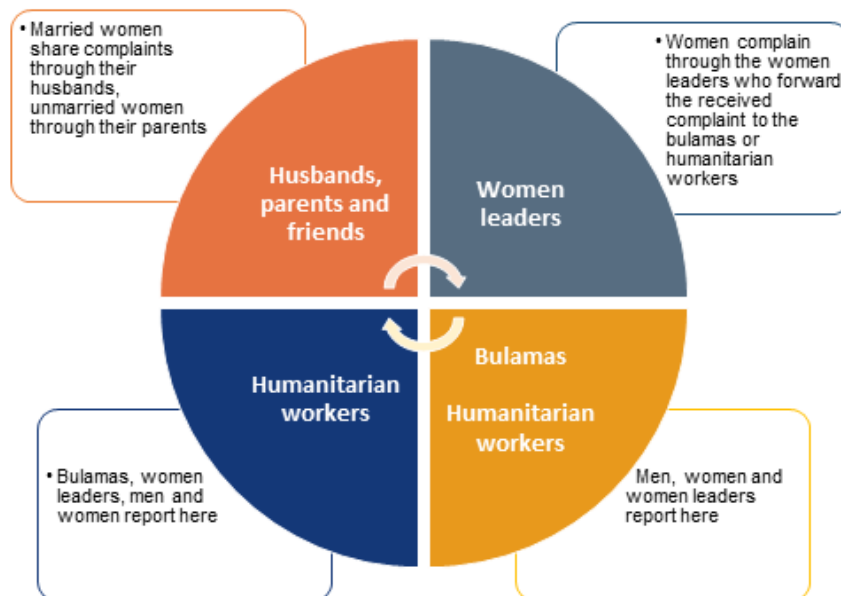 • Married women
share complaints
through their
husbands,
unmarried women
through their parents
Husbands,
parents and
friends
• Women complain
through the women
leaders who forward
the received
complaint to the
bulamas or
humanitarian
workers
Women
leaders
Humanitarian
workers
• Bulamas, women
leaders, men and
women report here
Bulamas
Humanitarian
workers
Men, women and
women leaders
report here